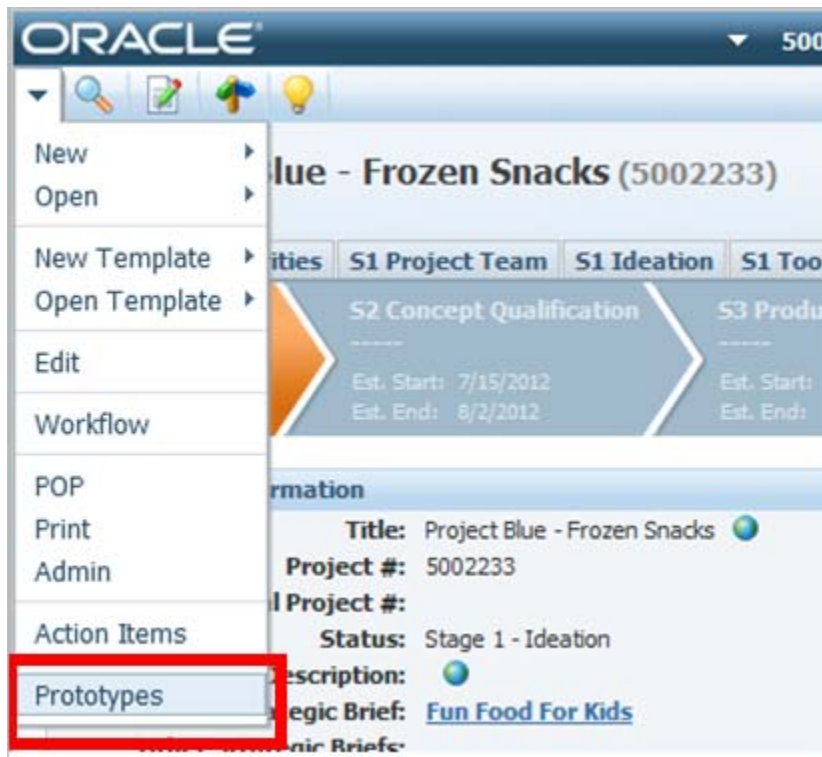 ORACLE
500
New
Open
lue - Frozen Snacks (5002233)
New Template
Open Template
ities S1 Project Team S1 Ideation S1 Too
S2 Concept Qualification
-----
Est. Start: 7/15/2012
Est. End: 8/2/2012
S3 Produ
-----
Est. Start:
Est. End:
Edit
Workflow
POP
Print
Admin
Action Items
Prototypes
rmation
Title: Project Blue - Frozen Snacks
Project #: 5002233
l Project #:
Status: Stage 1 - Ideation
Description:
tegic Brief: Fun Food For Kids